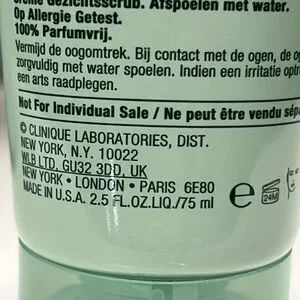 Crème Gezichtsscrub. Afspoelen met water.
Op Allergie Getest.
100% Parfumvrij.
Vermijd de oogomtrek. Bij contact met de ogen, de og
zorgvuldig met water spoelen. Indien een irritatie optre
een arts raadplegen.
Not For Individual Sale / Ne peut être vendu sépa
© CLINIQUE LABORATORIES, DIST.
NEW YORK, N.Y. 10022
WLB LTD. GU32 3DD, UK
NEW YORK • LONDON • PARIS 6E80
MADE IN U.S.A. 2.5 FL.OZ.LIQ./75 ml
e 24M